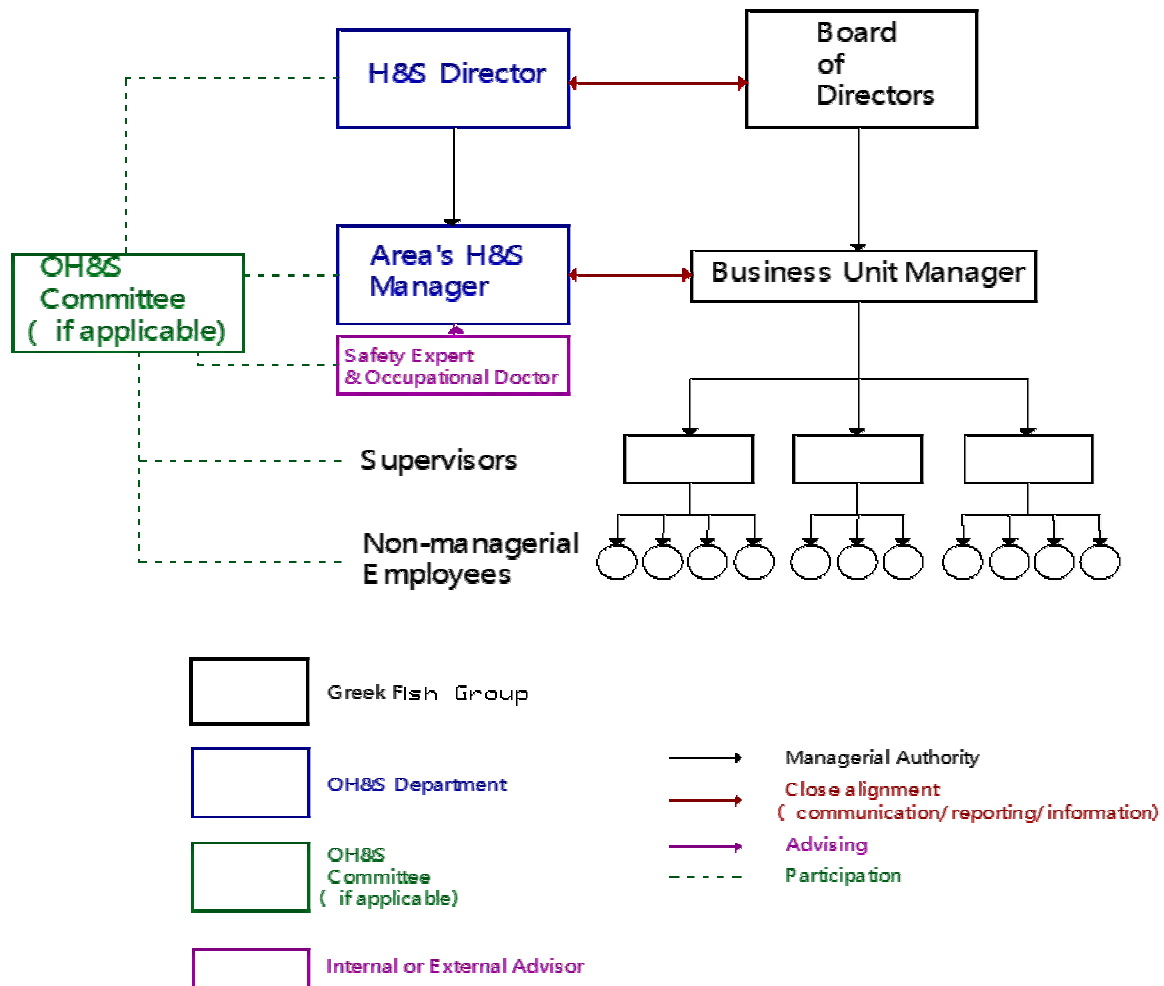 H&S Director
Board
of
Directors
Area's H&S
Manager
Business Unit Manager
OH&S
Committee
( if applicable)
Safety Expert
& Occupational Doctor
Supervisors
Non-managerial
Employees
Greek Fish Group
OH&S Department
OH&S
Committee
( if applicable)
Internal or External Advisor
Managerial Authority
Close alignment
( communication/reporting/information)
Advising
Participation